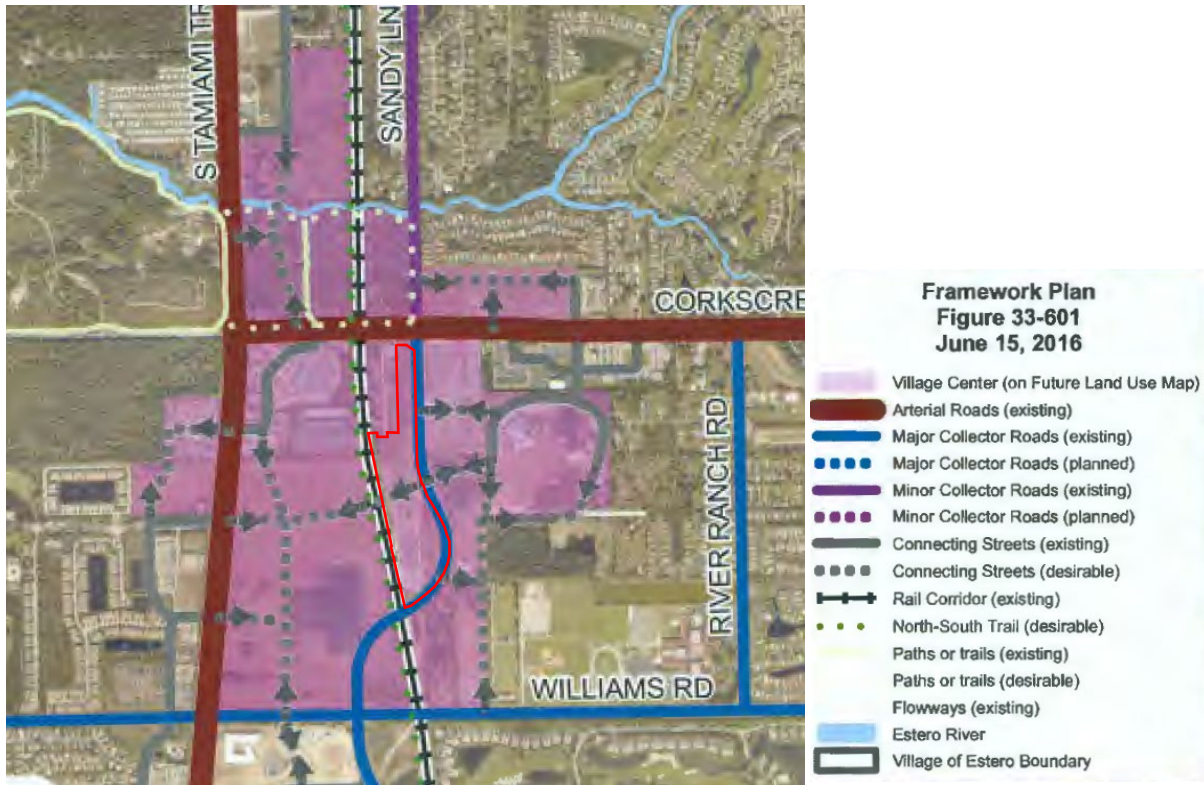 S TAMIAMI TR
SANDY LN
CORKSCRE
RIVER RANCH RD
WILLIAMS RD
Framework Plan
Figure 33-601
June 15, 2016
Village Center (on Future Land Use Map)
Arterial Roads (existing)
Major Collector Roads (existing)
Major Collector Roads (planned)
Minor Collector Roads (existing)
Minor Collector Roads (planned)
Connecting Streets (existing)
Connecting Streets (desirable)
Rail Corridor (existing)
North-South Trail (desirable)
Paths or trails (existing)
Paths or trails (desirable)
Flowways (existing)
Estero River
Village of Estero Boundary